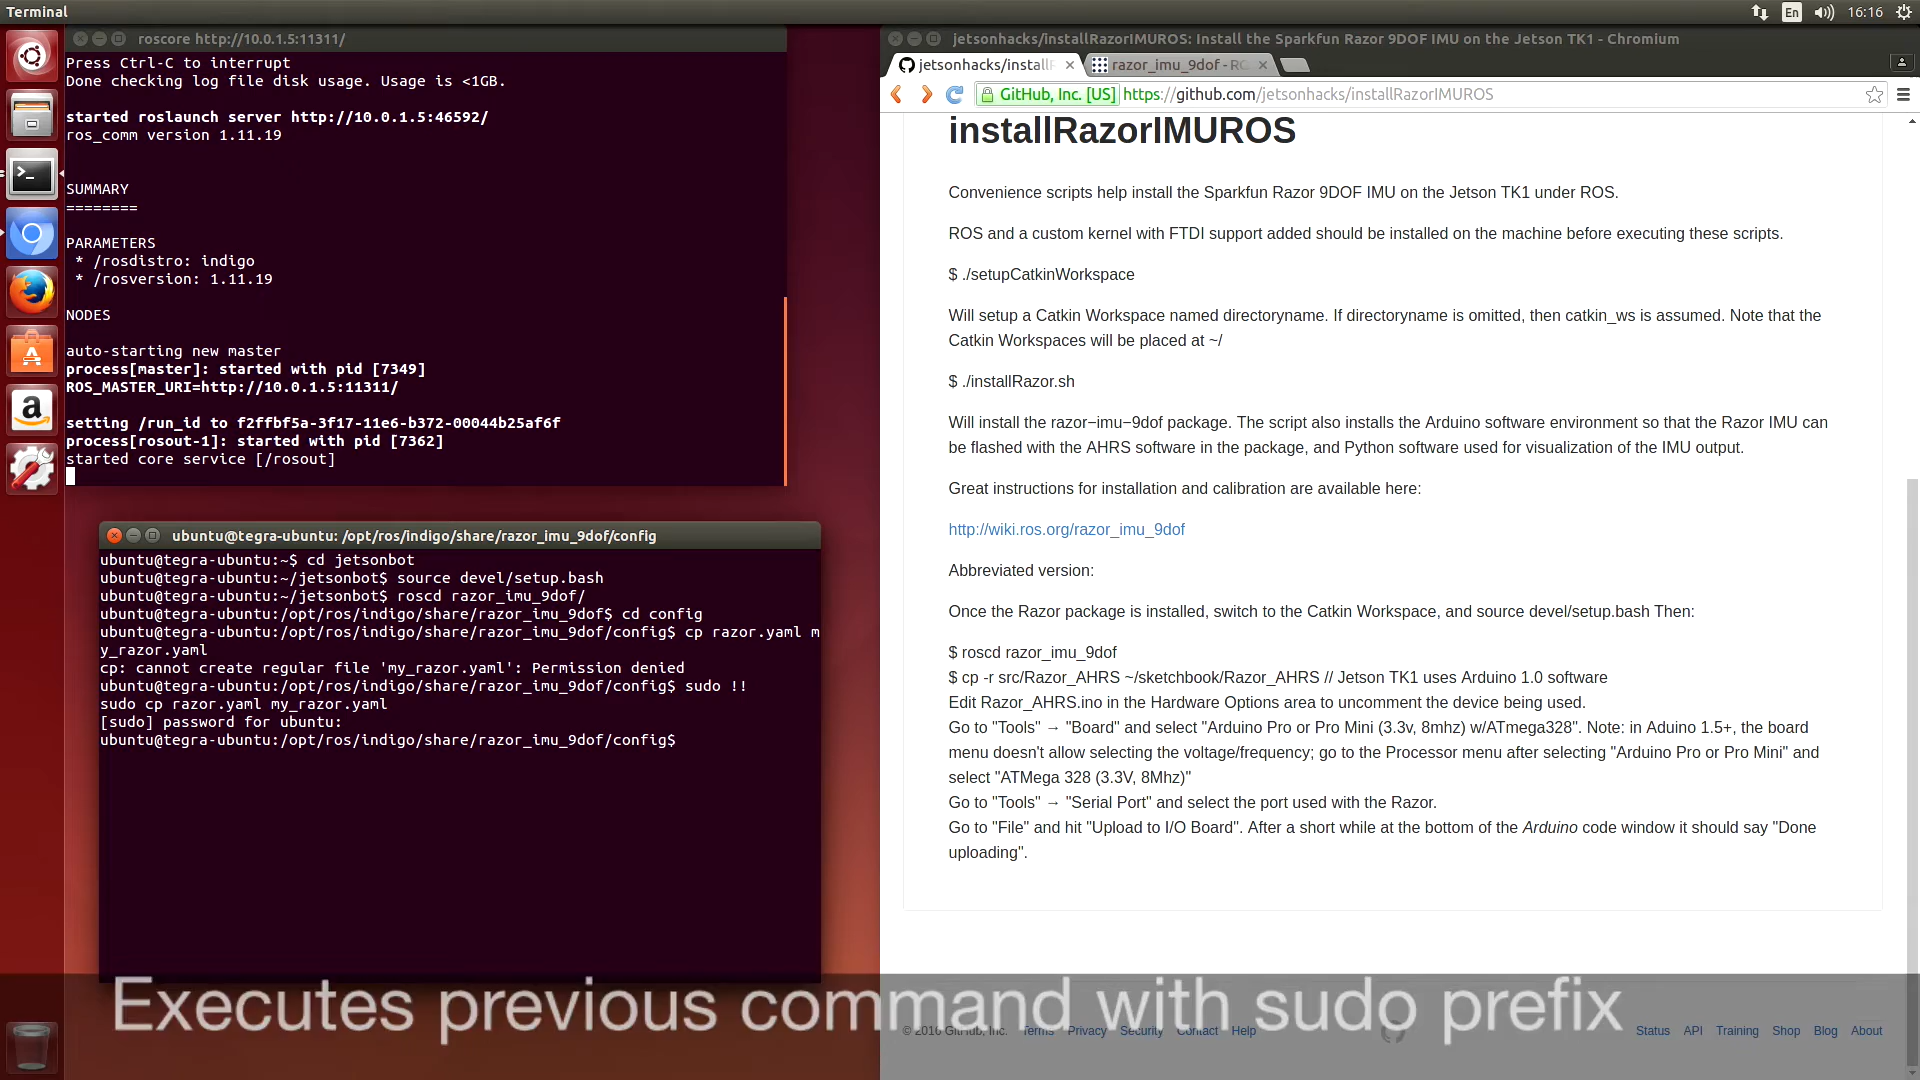 Terminal
En
16:16
roscore http://10.0.1.5:11311/
Press Ctrl-C to interrupt
Done checking log file disk usage. Usage is <1GB.
started roslaunch server http://10.0.1.5:46592/
ros_comm version 1.11.19
SUMMARY
========
PARAMETERS
* /rosdistro: indigo
* /rosversion: 1.11.19
NODES
auto-starting new master
process[master]: started with pid [7349]
ROS_MASTER_URI=http://10.0.1.5:11311/
setting /run_id to f2ffbf5a-3f17-11e6-b372-00044b25af6f
process[rosout-1]: started with pid [7362]
started core service [/rosout]
ubuntu@tegra-ubuntu: /opt/ros/indigo/share/razor_imu_9dof/config
ubuntu@tegra-ubuntu:~$ cd jetsonbot
ubuntu@tegra-ubuntu:~/jetsonbot$ source devel/setup.bash
ubuntu@tegra-ubuntu:~/jetsonbot$ roscd razor_imu_9dof/
ubuntu@tegra-ubuntu:/opt/ros/indigo/share/razor_imu_9dof$ cd config
ubuntu@tegra-ubuntu:/opt/ros/indigo/share/razor_imu_9dof/config$ cp razor.yaml m
y_razor.yaml
cp: cannot create regular file 'my_razor.yaml': Permission denied
ubuntu@tegra-ubuntu:/opt/ros/indigo/share/razor_imu_9dof/config$ sudo !!
sudo cp razor.yaml my_razor.yaml
[sudo] password for ubuntu:
ubuntu@tegra-ubuntu:/opt/ros/indigo/share/razor_imu_9dof/config$
jetsonhacks/installRazorIMUROS: Install the Sparkfun Razor 9DOF IMU on the Jetson TK1 - Chromium
jetsonhacks/install
razor_imu_9dof - RO
GitHub, Inc. [US] https://github.com/jetsonhacks/installRazorIMUROS
installRazorIMUROS
Convenience scripts help install the Sparkfun Razor 9DOF IMU on the Jetson TK1 under ROS.
ROS and a custom kernel with FTDI support added should be installed on the machine before executing these scripts.
$ ./setupCatkinWorkspace
Will setup a Catkin Workspace named directoryname. If directoryname is omitted, then catkin_ws is assumed. Note that the
Catkin Workspaces will be placed at ~/
$ ./installRazor.sh
Will install the razor−imu−9dof package. The script also installs the Arduino software environment so that the Razor IMU can
be flashed with the AHRS software in the package, and Python software used for visualization of the IMU output.
Great instructions for installation and calibration are available here:
http://wiki.ros.org/razor_imu_9dof
Abbreviated version:
Once the Razor package is installed, switch to the Catkin Workspace, and source devel/setup.bash Then:
$ roscd razor_imu_9dof
$ cp -r src/Razor_AHRS ~/sketchbook/Razor_AHRS // Jetson TK1 uses Arduino 1.0 software
Edit Razor_AHRS.ino in the Hardware Options area to uncomment the device being used.
Go to "Tools" → "Board" and select "Arduino Pro or Pro Mini (3.3v, 8mhz) w/ATmega328". Note: in Aduino 1.5+, the board
menu doesn't allow selecting the voltage/frequency; go to the Processor menu after selecting "Arduino Pro or Pro Mini" and
select "ATMega 328 (3.3V, 8Mhz)"
Go to "Tools" → "Serial Port" and select the port used with the Razor.
Go to "File" and hit "Upload to I/O Board". After a short while at the bottom of the Arduino code window it should say "Done
uploading".
Executes previous command with sudo prefix
© 2016 GitHub, Inc. Terms Privacy Security Contact Help Status API Training Shop Blog About